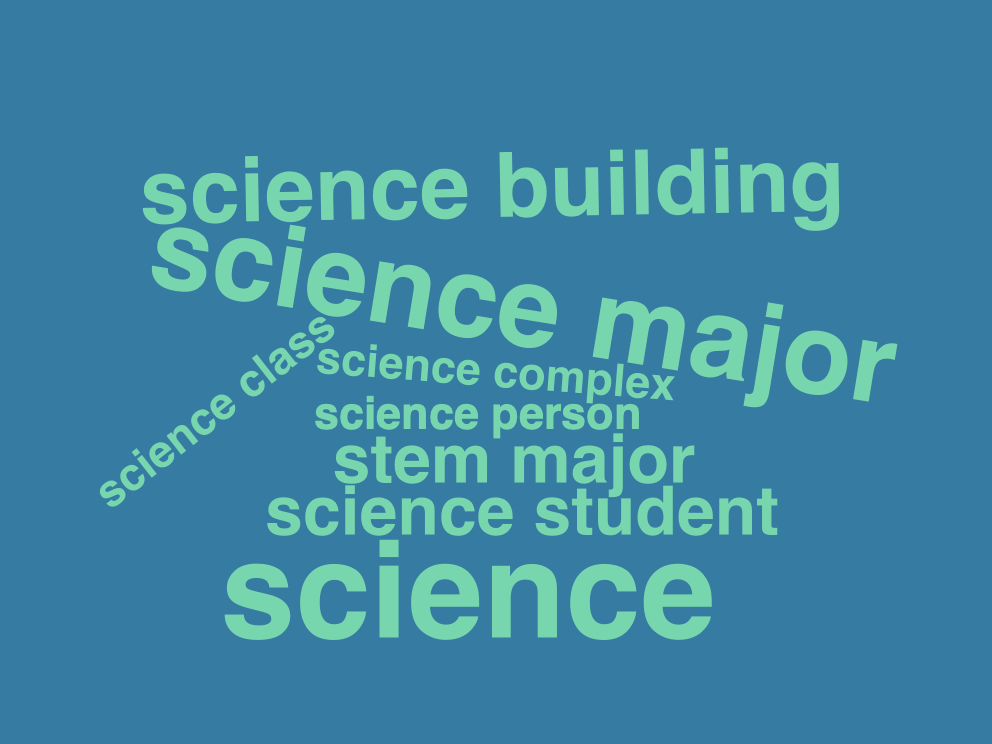 science building
science major
science class
science complex
science person
stem major
science student
science